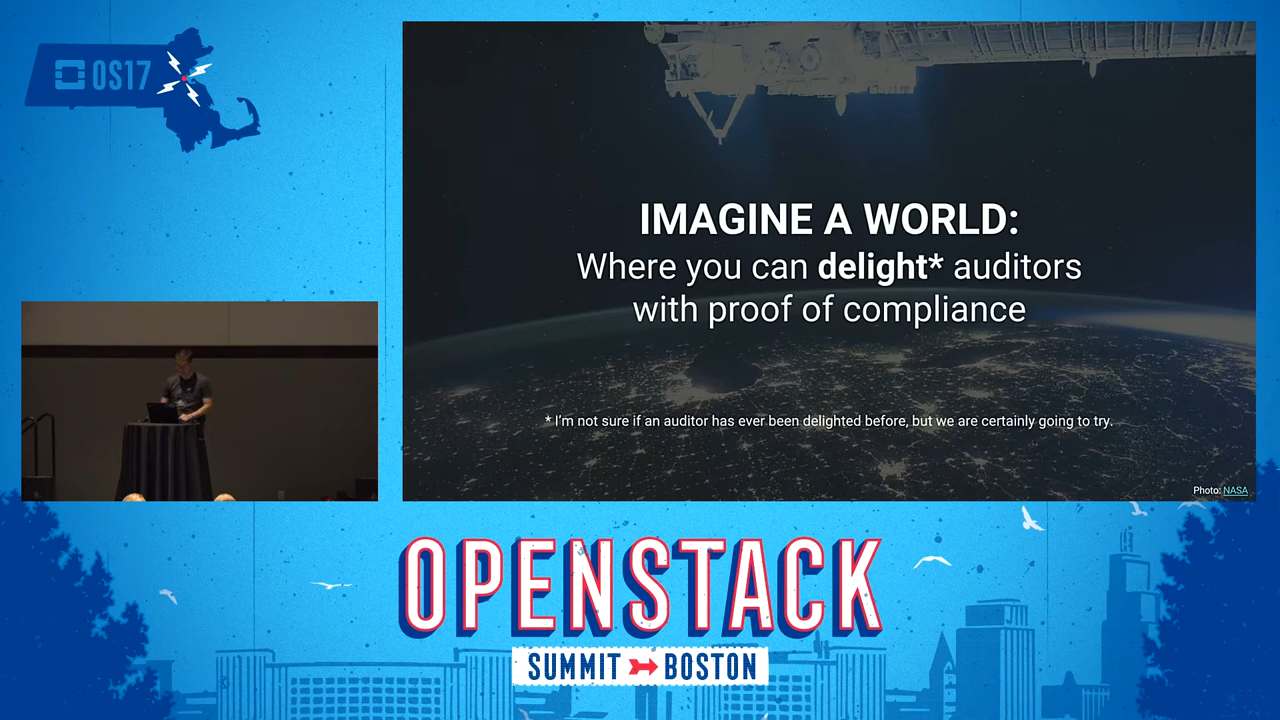 OS17
IMAGINE A WORLD:
Where you can delight* auditors
with proof of compliance
* I'm not sure if an auditor has ever been delighted before, but we are certainly going to try.
Photo: NASA
OPENSTACK
SUMMIT BOSTON